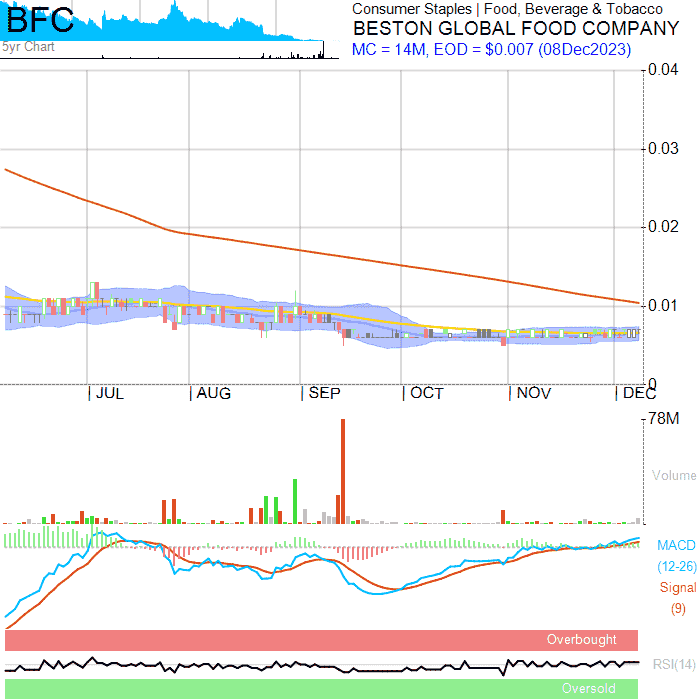 BFC
5yr Chart
Consumer Staples | Food, Beverage & Tobacco
BESTON GLOBAL FOOD COMPANY
MC = 14M, EOD = $0.007 (08Dec2023)
0.04
0.03
0.02
0.01
0
JUL AUG SEP OCT NOV DEC
78M
Volume
MACD
(12-26)
Signal
(9)
Overbought
RSI(14)
Oversold